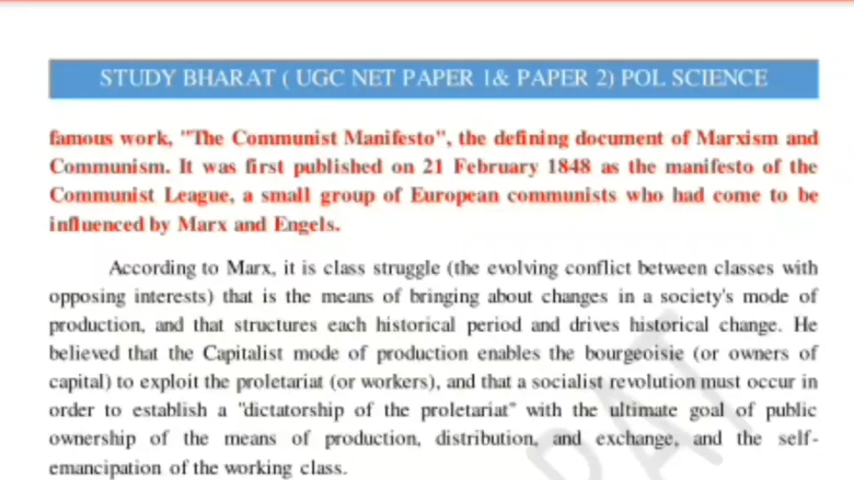 STUDY BHARAT ( UGC NET PAPER 1& PAPER 2) POL SCIENCE
famous work, "The Communist Manifesto", the defining document of Marxism and
Communism. It was first published on 21 February 1848 as the manifesto of the
Communist League, a small group of European communists who had come to be
influenced by Marx and Engels.
According to Marx, it is class struggle (the evolving conflict between classes with
opposing interests) that is the means of bringing about changes in a society's mode of
production, and that structures each historical period and drives historical change. He
believed that the Capitalist mode of production enables the bourgeoisie (or owners of
capital) to exploit the proletariat (or workers), and that a socialist revolution must occur in
order to establish a "dictatorship of the proletariat" with the ultimate goal of public
ownership of the means of production, distribution, and exchange, and the self-
emancipation of the working class.